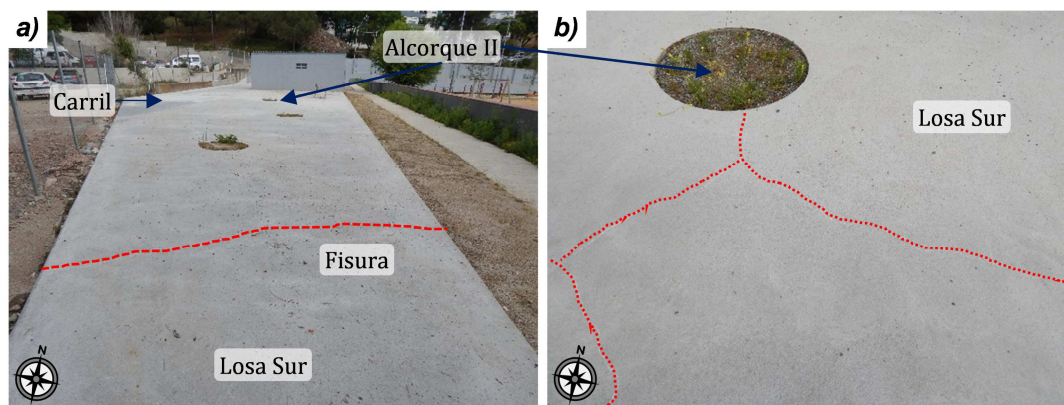 a)
Alcorque II
b)
Carril
Losa Sur
Fisura
Losa Sur
N
N